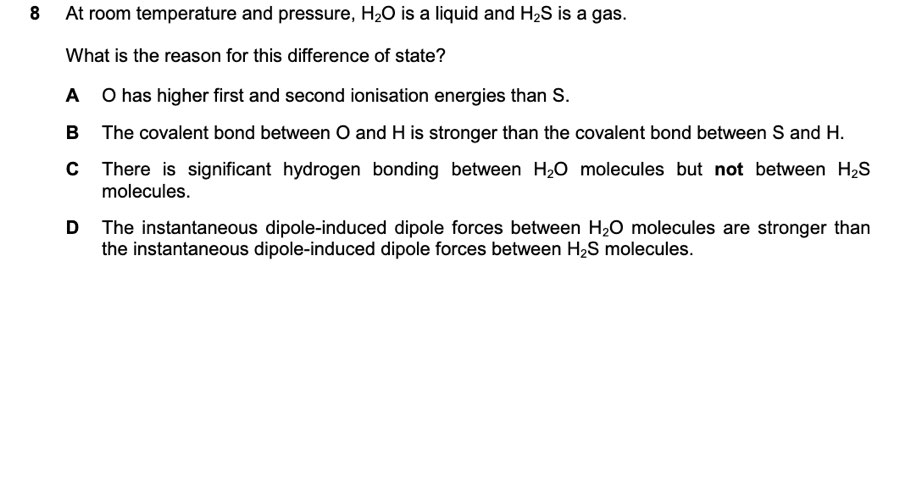 8 At room temperature and pressure, H₂O is a liquid and H₂S is a gas.
What is the reason for this difference of state?
A O has higher first and second ionisation energies than S.
B The covalent bond between O and H is stronger than the covalent bond between S and H.
C There is significant hydrogen bonding between H₂O molecules but not between H₂S
molecules.
D The instantaneous dipole-induced dipole forces between H₂O molecules are stronger than
the instantaneous dipole-induced dipole forces between H₂S molecules.